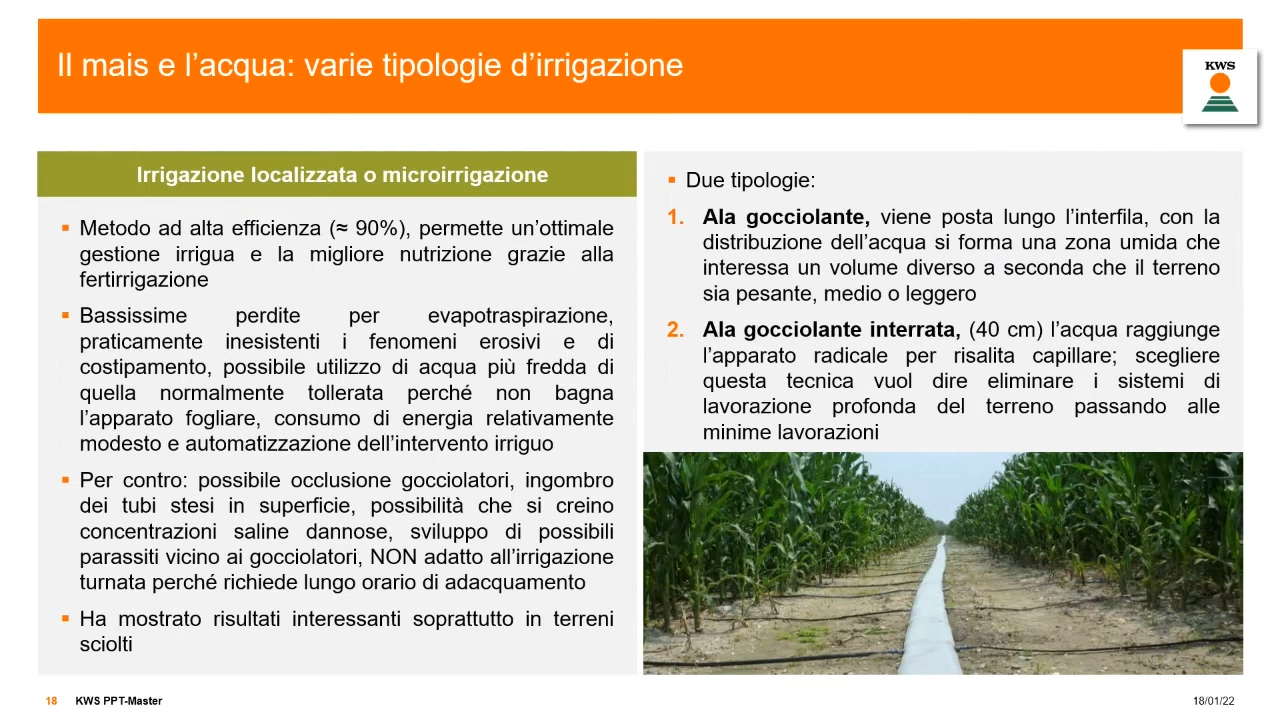 Il mais e l’acqua: varie tipologie d’irrigazione
KWS
Irrigazione localizzata o microirrigazione
▪ Metodo ad alta efficienza (≈ 90%), permette un’ottimale
gestione irrigua e la migliore nutrizione grazie alla
fertirrigazione
▪ Bassissime perdite per evapotraspirazione,
praticamente inesistenti i fenomeni erosivi e di
costipamento, possibile utilizzo di acqua più fredda di
quella normalmente tollerata perché non bagna
l’apparato fogliare, consumo di energia relativamente
modesto e automatizzazione dell’intervento irriguo
▪ Per contro: possibile occlusione gocciolatori, ingombro
dei tubi stesi in superficie, possibilità che si creino
concentrazioni saline dannose, sviluppo di possibili
parassiti vicino ai gocciolatori, NON adatto all’irrigazione
turnata perché richiede lungo orario di adacquamento
▪ Ha mostrato risultati interessanti soprattutto in terreni
sciolti
▪ Due tipologie:
1. Ala gocciolante, viene posta lungo l’interfila, con la
distribuzione dell’acqua si forma una zona umida che
interessa un volume diverso a seconda che il terreno
sia pesante, medio o leggero
2. Ala gocciolante interrata, (40 cm) l’acqua raggiunge
l’apparato radicale per risalita capillare; scegliere
questa tecnica vuol dire eliminare i sistemi di
lavorazione profonda del terreno passando alle
minime lavorazioni
18 KWS PPT-Master
18/01/22